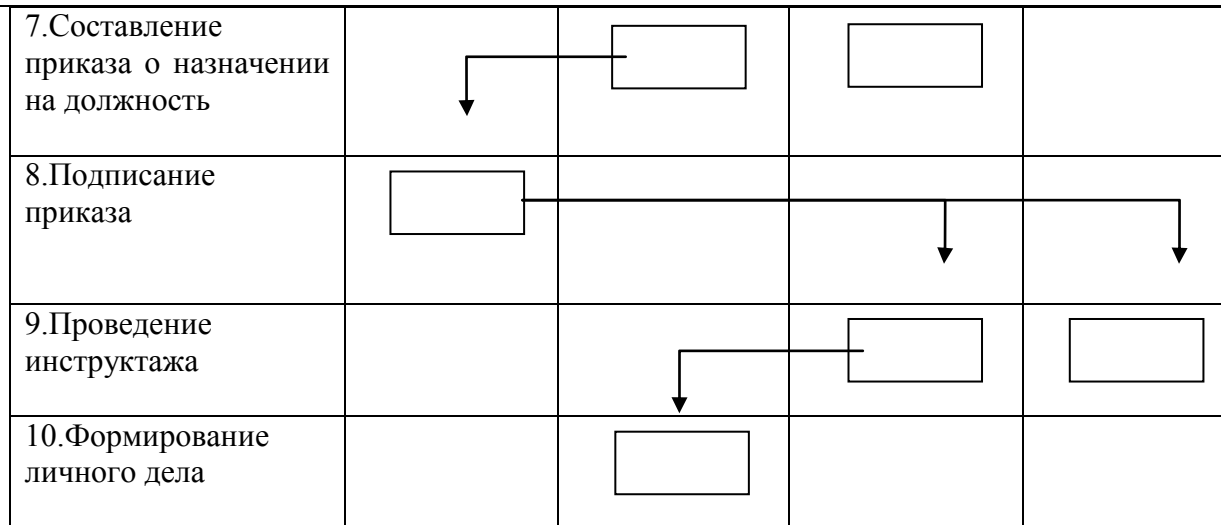 7.Составление
приказа о назначении
на должность
8.Подписание
приказа
9.Проведение
инструктажа
10.Формирование
личного дела